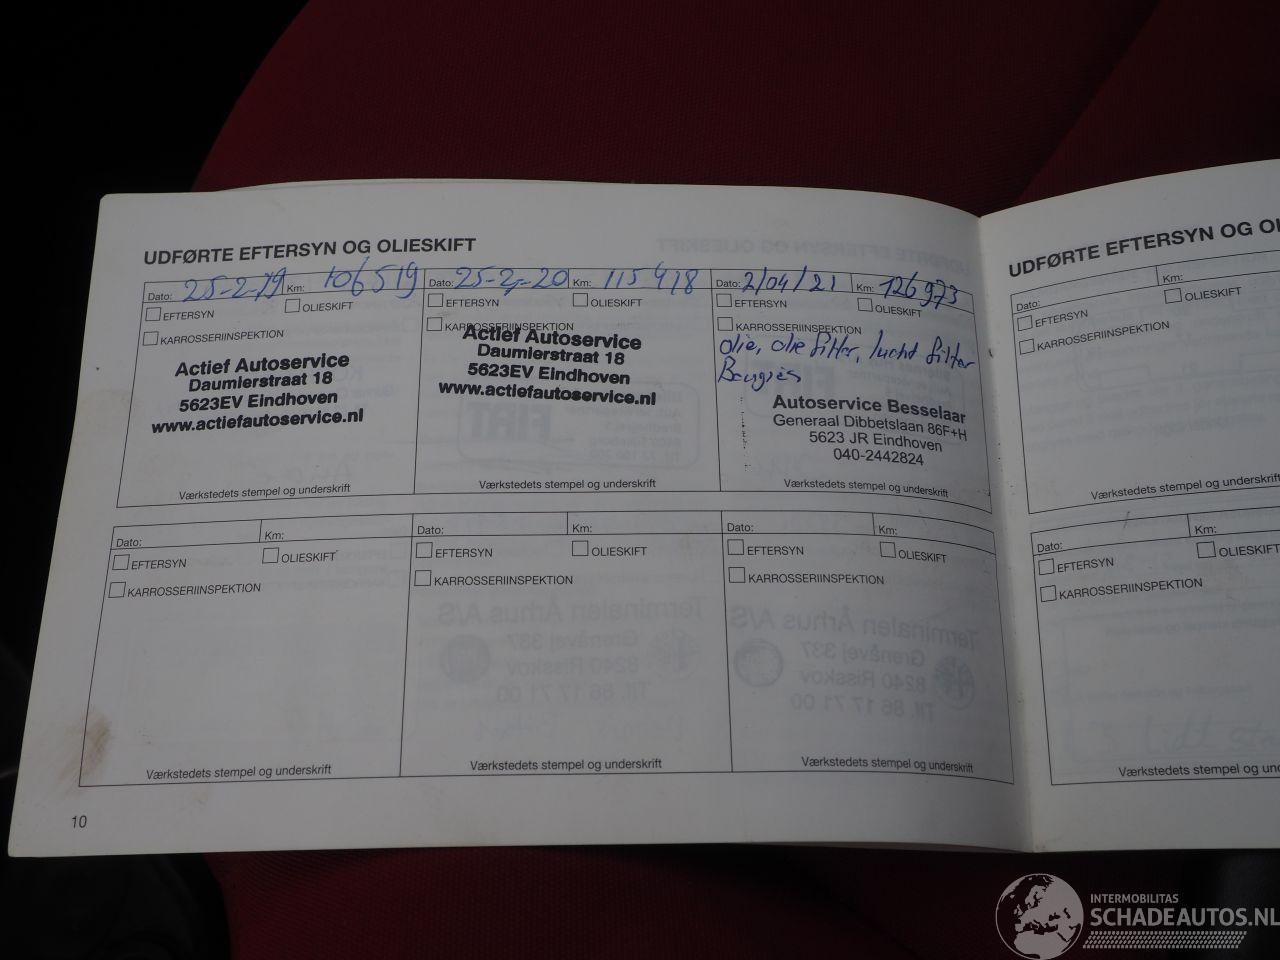 UDFØRTE EFTERSYN OG OLIESKIFT
Dato: 25-2-19 Km: 106519
EFTERSYN OLIESKIFT
KARROSSERIINSPEKTION
Actief Autoservice
Daumierstraat 18
5623EV Eindhoven
www.actiefautoservice.nl
Værkstedets stempel og underskrift
Dato: 25-2-20 Km: 115418
EFTERSYN OLIESKIFT
KARROSSERIINSPEKTION
Actief Autoservice
Daumierstraat 18
5623EV Eindhoven
www.actiefautoservice.nl
Værkstedets stempel og underskrift
Dato: 2/04/21 Km: 126973
EFTERSYN OLIESKIFT
KARROSSERIINSPEKTION
olie, olie filter, lucht filter
Bougies
Autoservice Besselaar
Generaal Dibbetslaan 86F+H
5623 JR Eindhoven
040-2442824
Værkstedets stempel og underskrift
Dato: Km:
EFTERSYN OLIESKIFT
KARROSSERIINSPEKTION
Værkstedets stempel og underskrift
Dato: Km:
EFTERSYN OLIESKIFT
KARROSSERIINSPEKTION
Værkstedets stempel og underskrift
Dato: Km:
EFTERSYN OLIESKIFT
KARROSSERIINSPEKTION
Værkstedets stempel og underskrift
10
UDFØRTE EFTERSYN OG OL
Dato: Km:
EFTERSYN OLIESKIFT
KARROSSERIINSPEKTION
Værkstedets stempel og underskrift
Dato: Km:
EFTERSYN OLIESKIFT
KARROSSERIINSPEKTION
Værkstedets stempel og un
INTERMOBILITAS
SCHADEAUTOS.NL